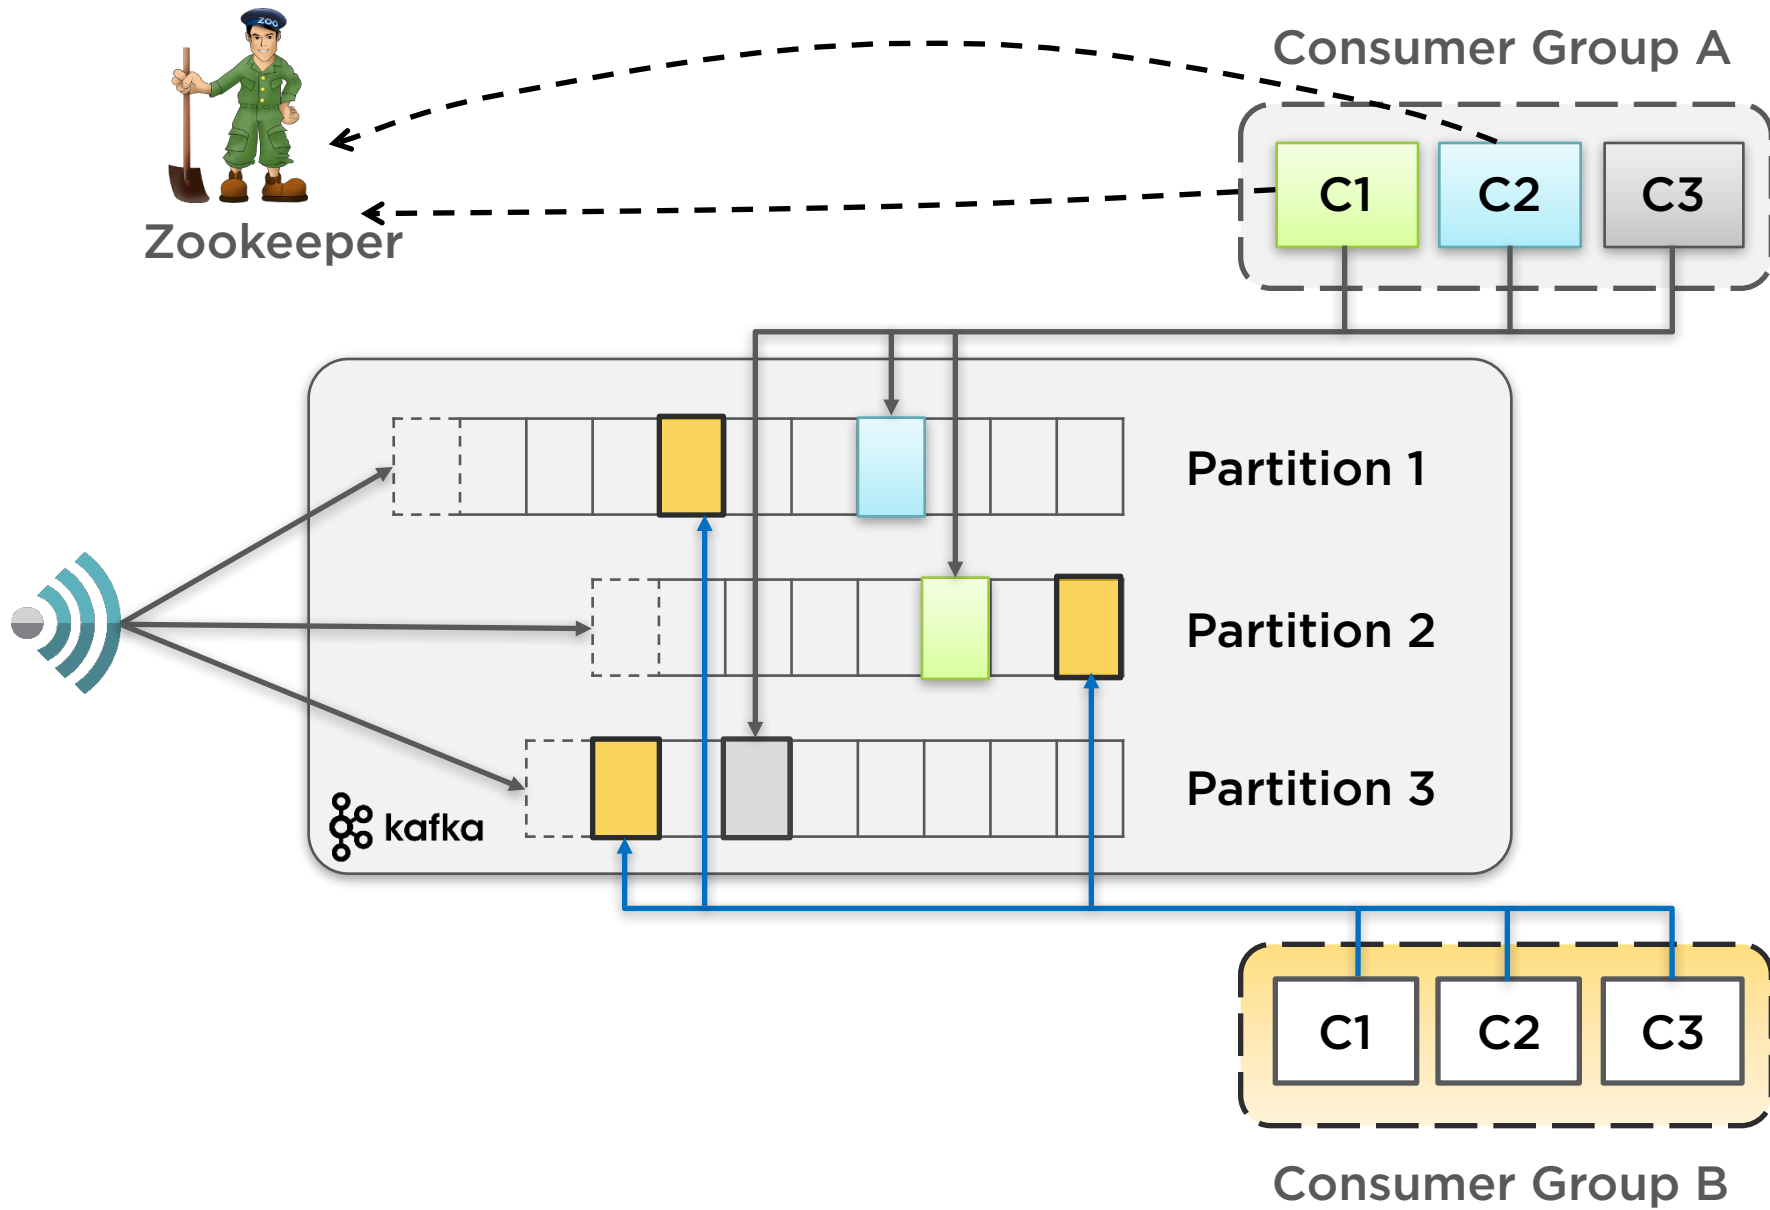 ZOO
Consumer Group A
C1 C2 C3
Zookeeper
Partition 1
Partition 2
Partition 3
kafka
C1 C2 C3
Consumer Group B